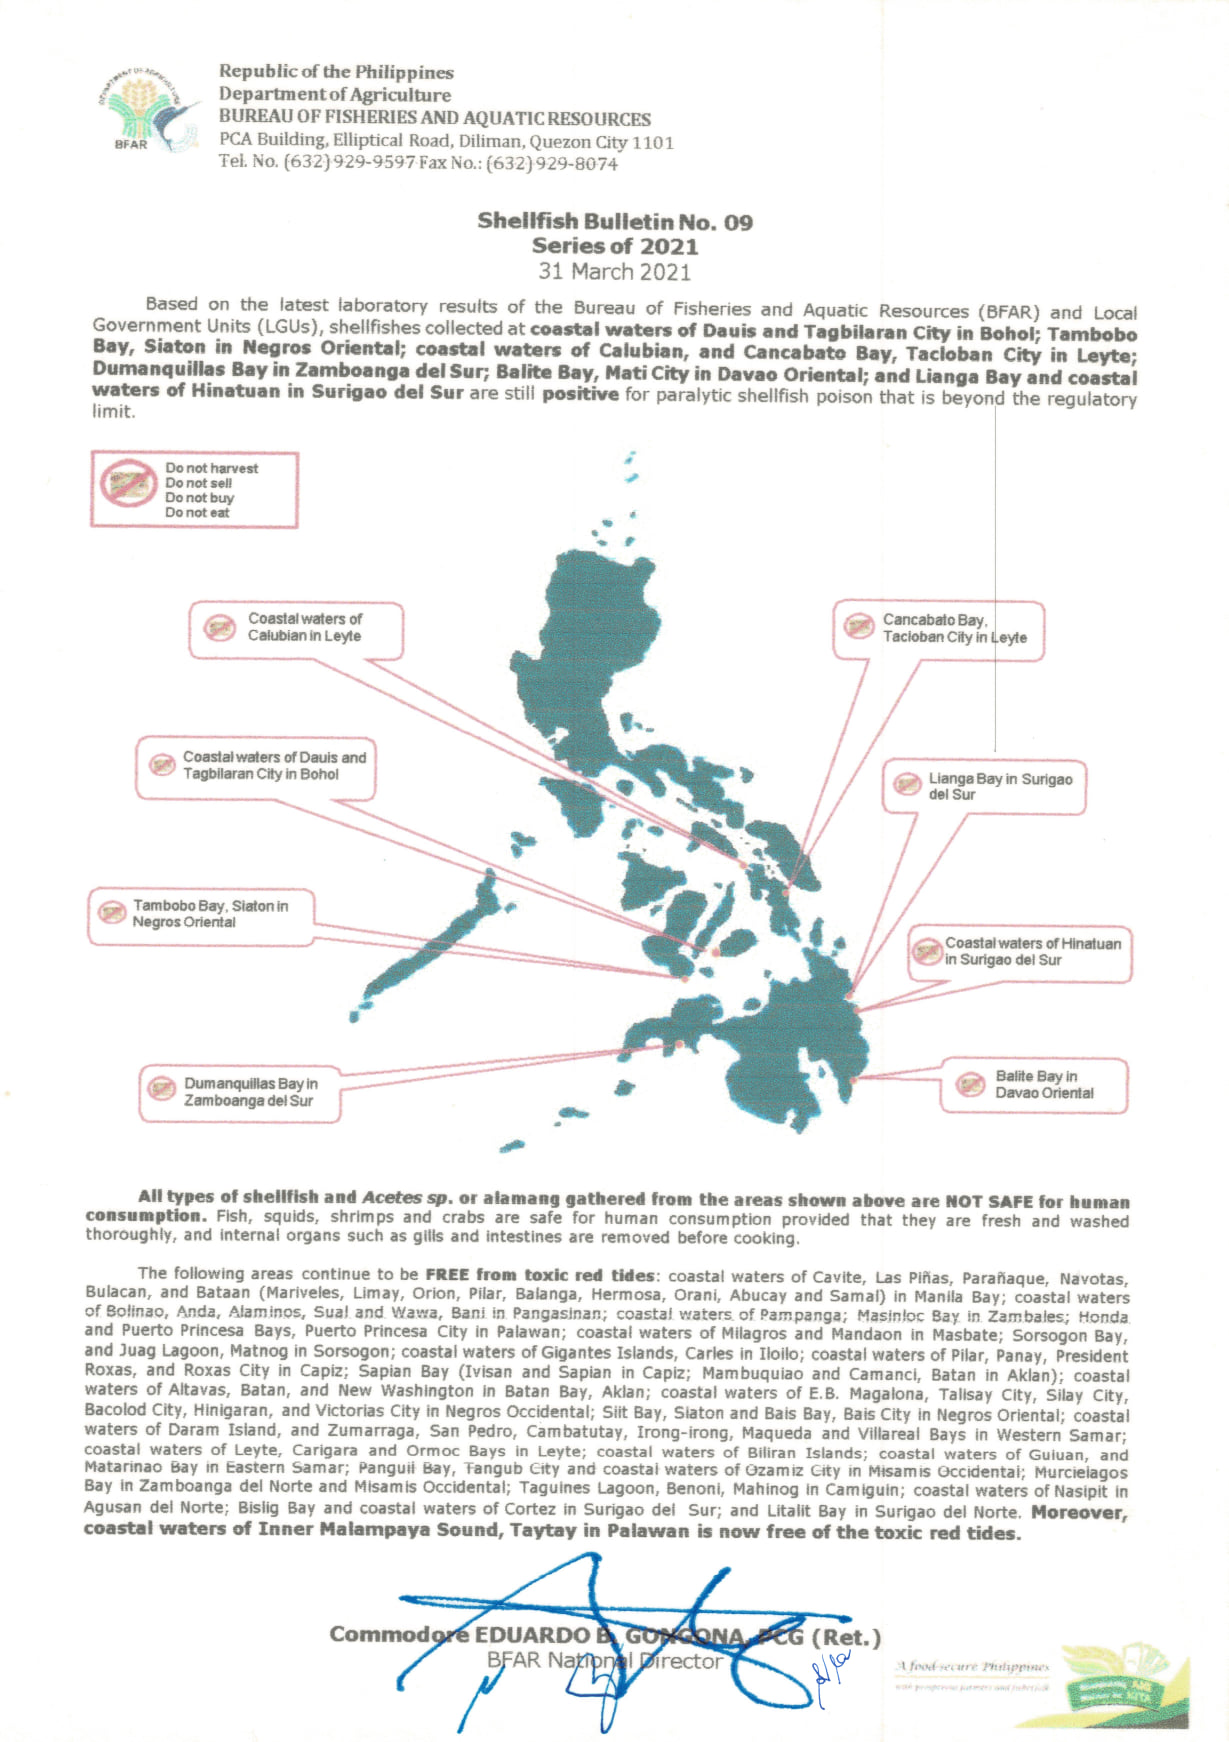 DEPARTMENT OF AGRICULTURE
BFAR
Republic of the Philippines
Department of Agriculture
BUREAU OF FISHERIES AND AQUATIC RESOURCES
PCA Building, Elliptical Road, Diliman, Quezon City 1101
Tel. No. (632)929-9597 Fax No.: (632)929-8074
Shellfish Bulletin No. 09
Series of 2021
31 March 2021
Based on the latest laboratory results of the Bureau of Fisheries and Aquatic Resources (BFAR) and Local
Government Units (LGUs), shellfishes collected at coastal waters of Dauis and Tagbilaran City in Bohol; Tambobo
Bay, Siaton in Negros Oriental; coastal waters of Calubian, and Cancabato Bay, Tacloban City in Leyte;
Dumanquillas Bay in Zamboanga del Sur; Balite Bay, Mati City in Davao Oriental; and Lianga Bay and coastal
waters of Hinatuan in Surigao del Sur are still positive for paralytic shellfish poison that is beyond the regulatory
limit.
Do not harvest
Do not sell
Do not buy
Do not eat
Coastal waters of
Calubian in Leyte
Cancabato Bay,
Tacloban City in Leyte
Coastal waters of Dauis and
Tagbilaran City in Bohol
Lianga Bay in Surigao
del Sur
Tambobo Bay, Siaton in
Negros Oriental
Coastal waters of Hinatuan
in Surigao del Sur
Dumanquillas Bay in
Zamboanga del Sur
Balite Bay in
Davao Oriental
All types of shellfish and Acetes sp. or alamang gathered from the areas shown above are NOT SAFE for human
consumption. Fish, squids, shrimps and crabs are safe for human consumption provided that they are fresh and washed
thoroughly, and internal organs such as gills and intestines are removed before cooking.
The following areas continue to be FREE from toxic red tides: coastal waters of Cavite, Las Piñas, Parañaque, Navotas,
Bulacan, and Bataan (Mariveles, Limay, Orion, Pilar, Balanga, Hermosa, Orani, Abucay and Samal) in Manila Bay; coastal waters
of Bolinao, Anda, Alaminos, Sual and Wawa, Bani in Pangasinan; coastal waters of Pampanga; Masinloc Bay in Zambales; Honda
and Puerto Princesa Bays, Puerto Princesa City in Palawan; coastal waters of Milagros and Mandaon in Masbate; Sorsogon Bay,
and Juag Lagoon, Matnog in Sorsogon; coastal waters of Gigantes Islands, Carles in Iloilo; coastal waters of Pilar, Panay, President
Roxas, and Roxas City in Capiz; Sapian Bay (Ivisan and Sapian in Capiz; Mambuquiao and Camanci, Batan in Aklan); coastal
waters of Altavas, Batan, and New Washington in Batan Bay, Aklan; coastal waters of E.B. Magalona, Talisay City, Silay City,
Bacolod City, Hinigaran, and Victorias City in Negros Occidental; Siit Bay, Siaton and Bais Bay, Bais City in Negros Oriental; coastal
waters of Daram Island, and Zumarraga, San Pedro, Cambatutay, Irong-irong, Maqueda and Villareal Bays in Western Samar;
coastal waters of Leyte, Carigara and Ormoc Bays in Leyte; coastal waters of Biliran Islands; coastal waters of Guiuan, and
Matarinao Bay in Eastern Samar; Panguil Bay, Tangub City and coastal waters of Ozamiz City in Misamis Occidental; Murcielagos
Bay in Zamboanga del Norte and Misamis Occidental; Taguines Lagoon, Benoni, Mahinog in Camiguin; coastal waters of Nasipit in
Agusan del Norte; Bislig Bay and coastal waters of Cortez in Surigao del Sur; and Litalit Bay in Surigao del Norte. Moreover,
coastal waters of Inner Malampaya Sound, Taytay in Palawan is now free of the toxic red tides.
Commodore EDUARDO B. GONGONA, PCG (Ret.)
BFAR National Director
A food-secure Philippines
with prosperous farmers and fisherfolk